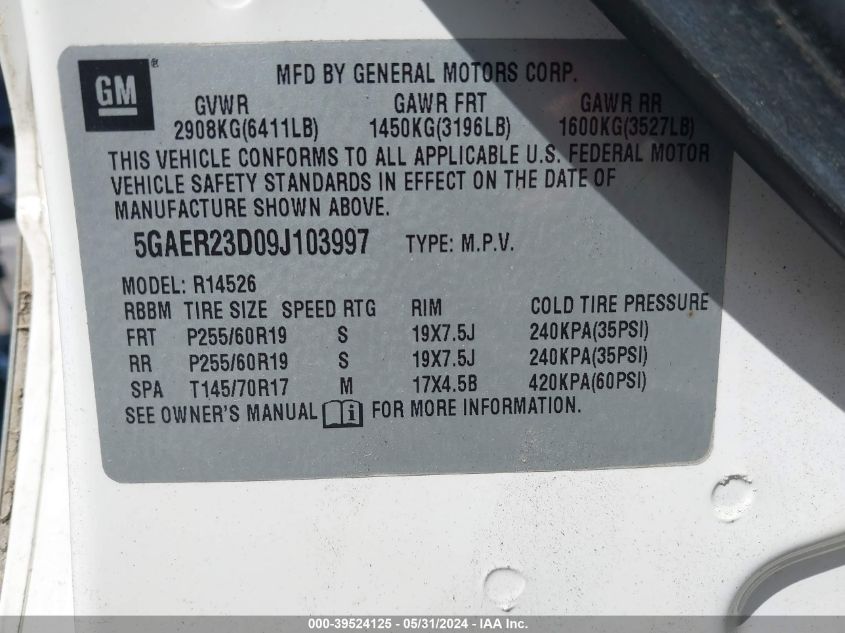 GM ® MFD BY GENERAL MOTORS CORP.
GVWR GAWR FRT GAWR RR
2908KG(6411LB) 1450KG(3196LB) 1600KG(3527LB)
THIS VEHICLE CONFORMS TO ALL APPLICABLE U.S. FEDERAL MOTOR
VEHICLE SAFETY STANDARDS IN EFFECT ON THE DATE OF
MANUFACTURE SHOWN ABOVE.
5GAER23D09J103997 TYPE: M.P.V.
MODEL: R14526
RBBM TIRE SIZE SPEED RTG RIM COLD TIRE PRESSURE
FRT P255/60R19 S 19X7.5J 240KPA(35PSI)
RR P255/60R19 S 19X7.5J 240KPA(35PSI)
SPA T145/70R17 M 17X4.5B 420KPA(60PSI)
SEE OWNER'S MANUAL i FOR MORE INFORMATION.
000-39524125 - 05/31/2024 - IAA Inc.